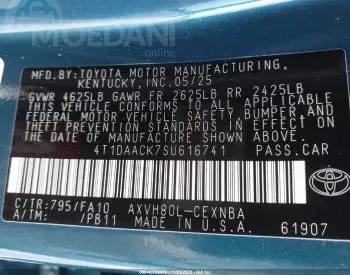 MFD.BY:TOYOTA MOTOR MANUFACTURING,
KENTUCKY,INC.05/25
GVWR 4625LB GAWR FR 2625LB RR 2425LB
THIS VEHICLE CONFORMS TO ALL APPLICABLE
FEDERAL MOTOR VEHICLE SAFETY, BUMPER,
AND THEFT PREVENTION STANDARDS IN EFFECT ON
THE DATE OF MANUFACTURE SHOWN ABOVE.
4T1DAACK7SU616741 PASS.CAR
C/TR:795/FA10 AXVH80L-CEXNBA
A/TM: /PB11 MADE IN U.S.A.
TOYOTA
61907